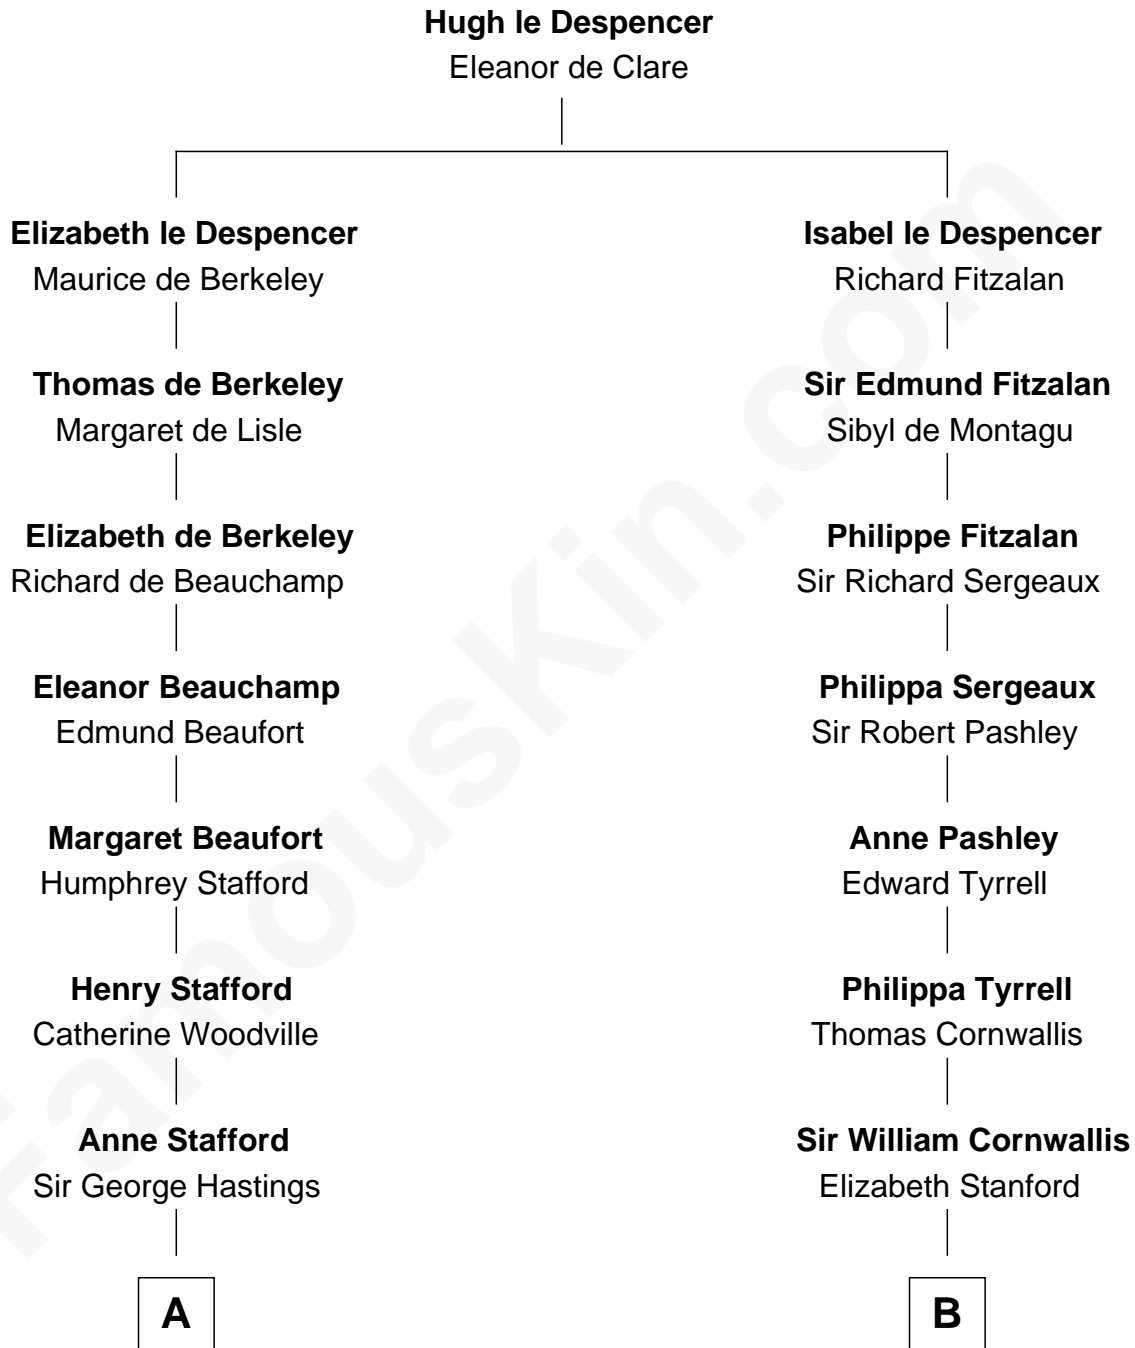 Hugh le Despencer
Eleanor de Clare
Elizabeth le Despencer
Maurice de Berkeley
Isabel le Despencer
Richard Fitzalan
Thomas de Berkeley
Margaret de Lisle
Sir Edmund Fitzalan
Sibyl de Montagu
Elizabeth de Berkeley
Richard de Beauchamp
Philippe Fitzalan
Sir Richard Sergeaux
Eleanor Beauchamp
Edmund Beaufort
Philippa Sergeaux
Sir Robert Pashley
Margaret Beaufort
Humphrey Stafford
Anne Pashley
Edward Tyrrell
Henry Stafford
Catherine Woodville
Philippa Tyrrell
Thomas Cornwallis
Anne Stafford
Sir George Hastings
Sir William Cornwallis
Elizabeth Stanford
A
B
FamousKin.com